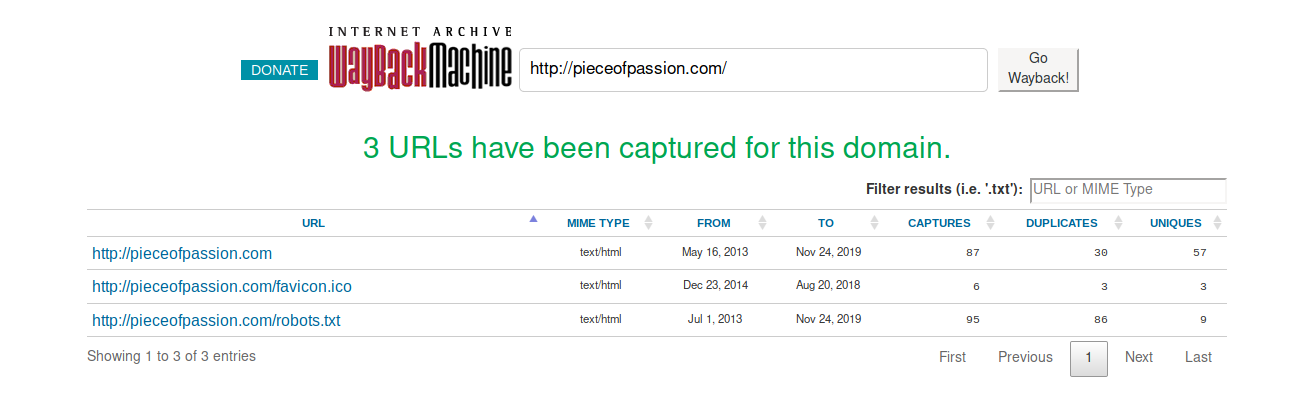 INTERNET ARCHIVE
DONATE WayBackMachine http://pieceofpassion.com/ Go
Wayback!
3 URLs have been captured for this domain.
Filter results (i.e. '.txt'): URL or MIME Type
URL MIME TYPE FROM TO CAPTURES DUPLICATES UNIQUES
http://pieceofpassion.com text/html May 16, 2013 Nov 24, 2019 87 30 57
http://pieceofpassion.com/favicon.ico text/html Dec 23, 2014 Aug 20, 2018 6 3 3
http://pieceofpassion.com/robots.txt text/html Jul 1, 2013 Nov 24, 2019 95 86 9
Showing 1 to 3 of 3 entries First Previous 1 Next Last